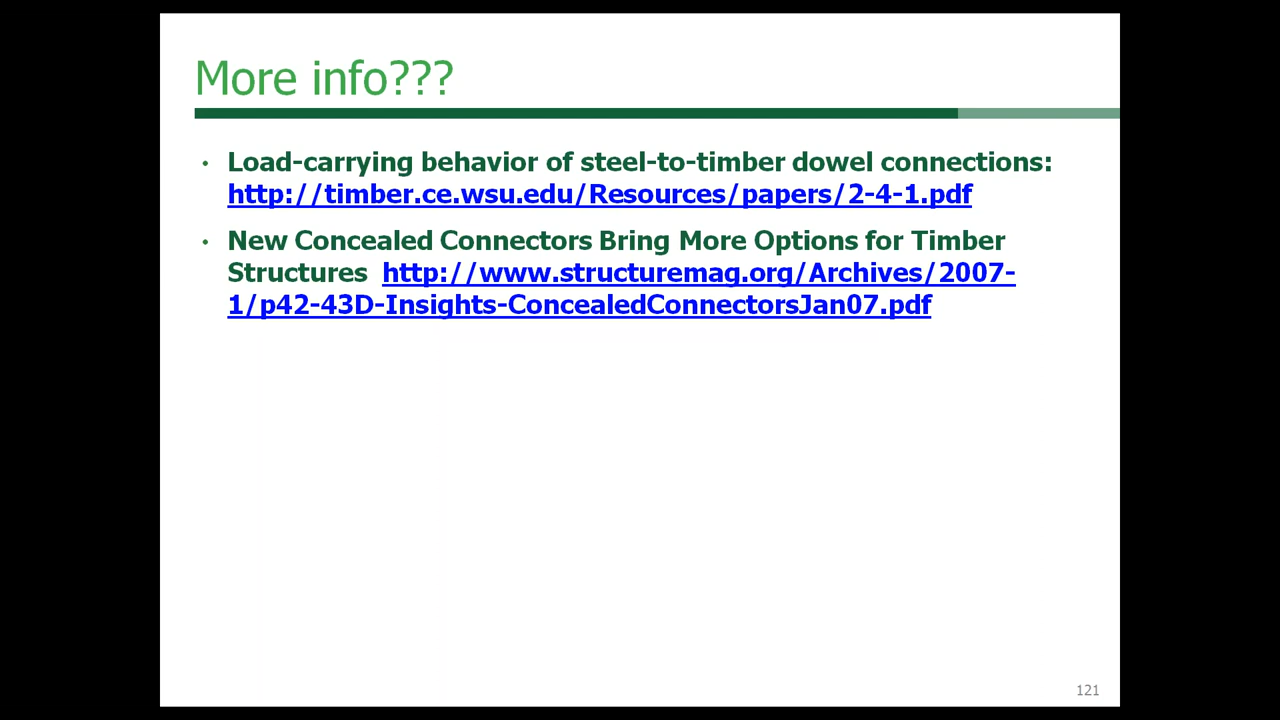 More info???
• Load-carrying behavior of steel-to-timber dowel connections:
http://timber.ce.wsu.edu/Resources/papers/2-4-1.pdf
• New Concealed Connectors Bring More Options for Timber
Structures http://www.structuremag.org/Archives/2007-
1/p42-43D-Insights-ConcealedConnectorsJan07.pdf
121